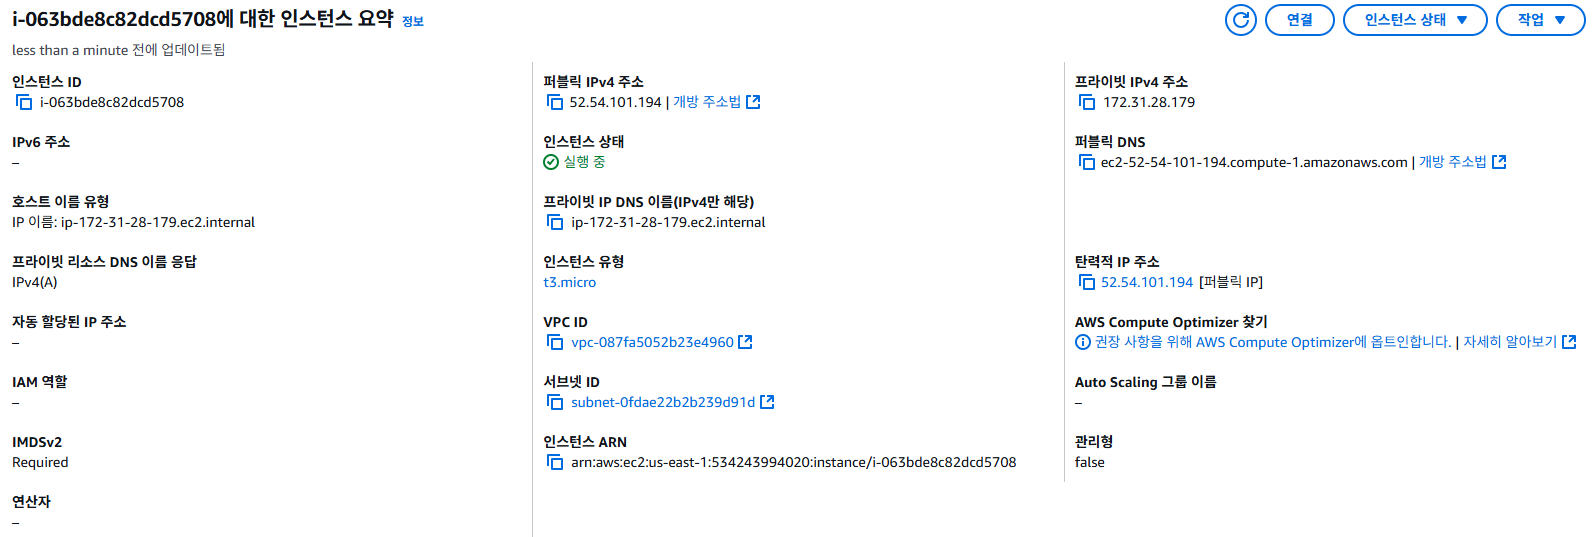 i-063bde8c82dcd5708에 대한 인스턴스 요약 정보
연결
인스턴스 상태
작업
less than a minute 전에 업데이트됨
인스턴스 ID
i-063bde8c82dcd5708
퍼블릭 IPv4 주소
52.54.101.194 | 개방 주소법
프라이빗 IPv4 주소
172.31.28.179
IPv6 주소
–
인스턴스 상태
실행 중
퍼블릭 DNS
ec2-52-54-101-194.compute-1.amazonaws.com | 개방 주소법
호스트 이름 유형
IP 이름: ip-172-31-28-179.ec2.internal
프라이빗 IP DNS 이름(IPv4만 해당)
ip-172-31-28-179.ec2.internal
프라이빗 리소스 DNS 이름 응답
IPv4(A)
인스턴스 유형
t3.micro
탄력적 IP 주소
52.54.101.194 [퍼블릭 IP]
자동 할당된 IP 주소
–
VPC ID
vpc-087fa5052b23e4960
AWS Compute Optimizer 찾기
권장 사항을 위해 AWS Compute Optimizer에 옵트인합니다. | 자세히 알아보기
IAM 역할
–
서브넷 ID
subnet-0fdae22b2b239d91d
Auto Scaling 그룹 이름
–
IMDSv2
Required
인스턴스 ARN
arn:aws:ec2:us-east-1:534243994020:instance/i-063bde8c82dcd5708
관리형
false
연산자
–